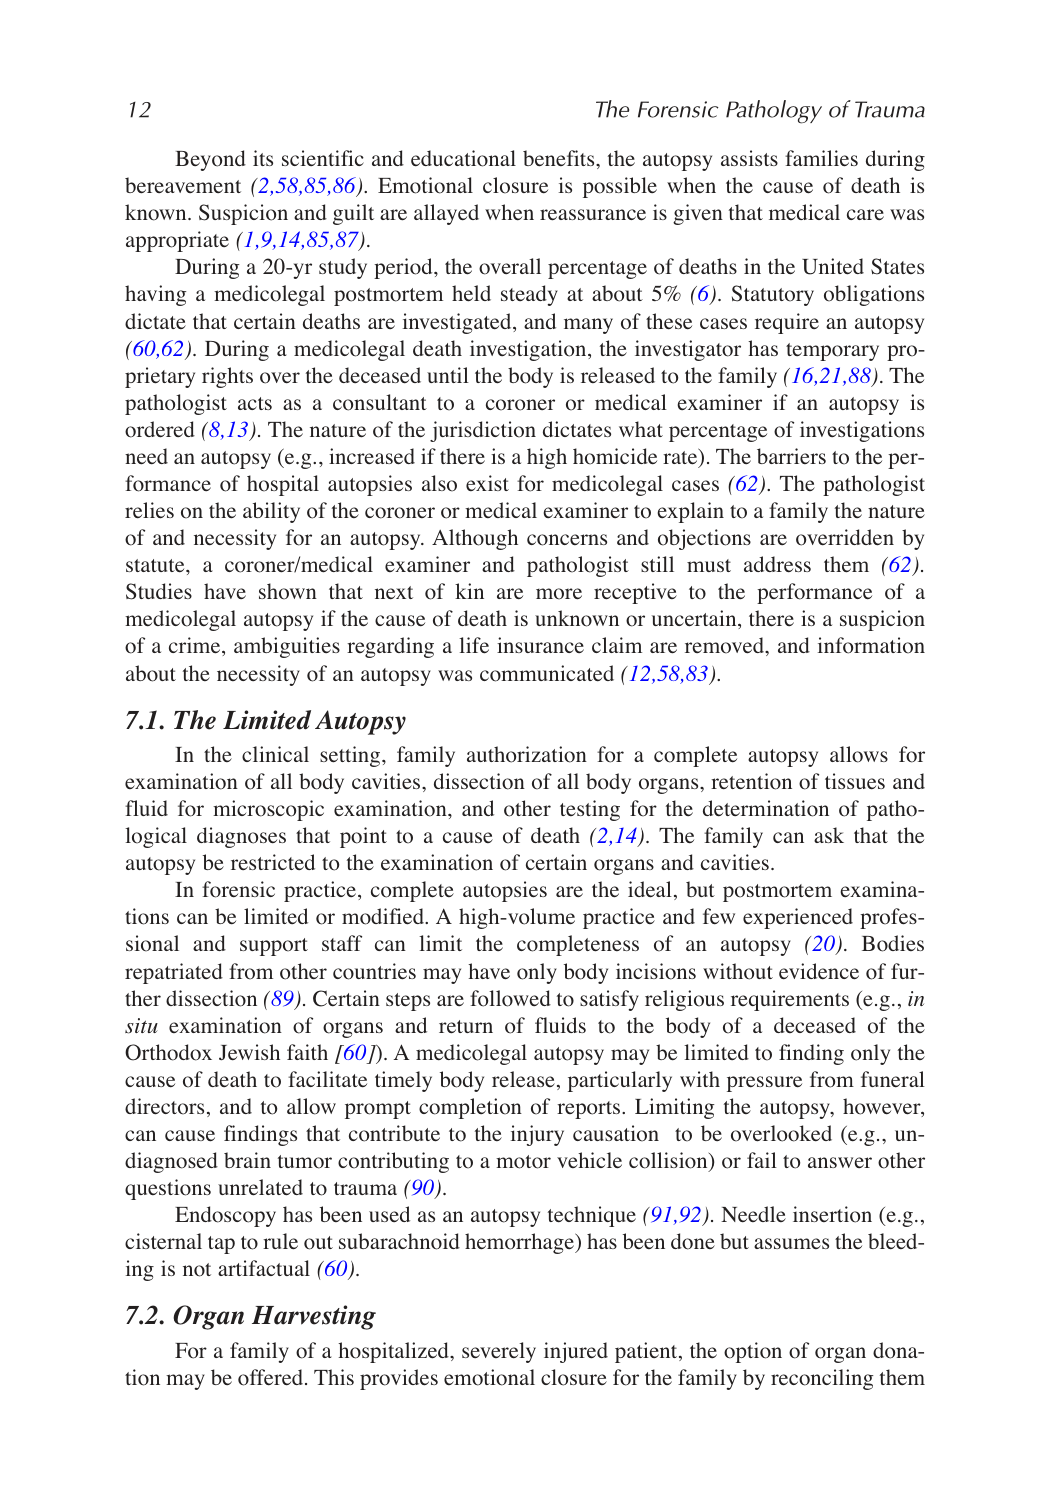 12 The Forensic Pathology of Trauma
Beyond its scientific and educational benefits, the autopsy assists families during
bereavement (2,58,85,86). Emotional closure is possible when the cause of death is
known. Suspicion and guilt are allayed when reassurance is given that medical care was
appropriate (1,9,14,85,87).
During a 20-yr study period, the overall percentage of deaths in the United States
having a medicolegal postmortem held steady at about 5% (6). Statutory obligations
dictate that certain deaths are investigated, and many of these cases require an autopsy
(60,62). During a medicolegal death investigation, the investigator has temporary pro-
prietary rights over the deceased until the body is released to the family (16,21,88). The
pathologist acts as a consultant to a coroner or medical examiner if an autopsy is
ordered (8,13). The nature of the jurisdiction dictates what percentage of investigations
need an autopsy (e.g., increased if there is a high homicide rate). The barriers to the per-
formance of hospital autopsies also exist for medicolegal cases (62). The pathologist
relies on the ability of the coroner or medical examiner to explain to a family the nature
of and necessity for an autopsy. Although concerns and objections are overridden by
statute, a coroner/medical examiner and pathologist still must address them (62).
Studies have shown that next of kin are more receptive to the performance of a
medicolegal autopsy if the cause of death is unknown or uncertain, there is a suspicion
of a crime, ambiguities regarding a life insurance claim are removed, and information
about the necessity of an autopsy was communicated (12,58,83).
7.1. The Limited Autopsy
In the clinical setting, family authorization for a complete autopsy allows for
examination of all body cavities, dissection of all body organs, retention of tissues and
fluid for microscopic examination, and other testing for the determination of patho-
logical diagnoses that point to a cause of death (2,14). The family can ask that the
autopsy be restricted to the examination of certain organs and cavities.
In forensic practice, complete autopsies are the ideal, but postmortem examina-
tions can be limited or modified. A high-volume practice and few experienced profes-
sional and support staff can limit the completeness of an autopsy (20). Bodies
repatriated from other countries may have only body incisions without evidence of fur-
ther dissection (89). Certain steps are followed to satisfy religious requirements (e.g., in
situ examination of organs and return of fluids to the body of a deceased of the
Orthodox Jewish faith [60]). A medicolegal autopsy may be limited to finding only the
cause of death to facilitate timely body release, particularly with pressure from funeral
directors, and to allow prompt completion of reports. Limiting the autopsy, however,
can cause findings that contribute to the injury causation to be overlooked (e.g., un-
diagnosed brain tumor contributing to a motor vehicle collision) or fail to answer other
questions unrelated to trauma (90).
Endoscopy has been used as an autopsy technique (91,92). Needle insertion (e.g.,
cisternal tap to rule out subarachnoid hemorrhage) has been done but assumes the bleed-
ing is not artifactual (60).
7.2. Organ Harvesting
For a family of a hospitalized, severely injured patient, the option of organ dona-
tion may be offered. This provides emotional closure for the family by reconciling them